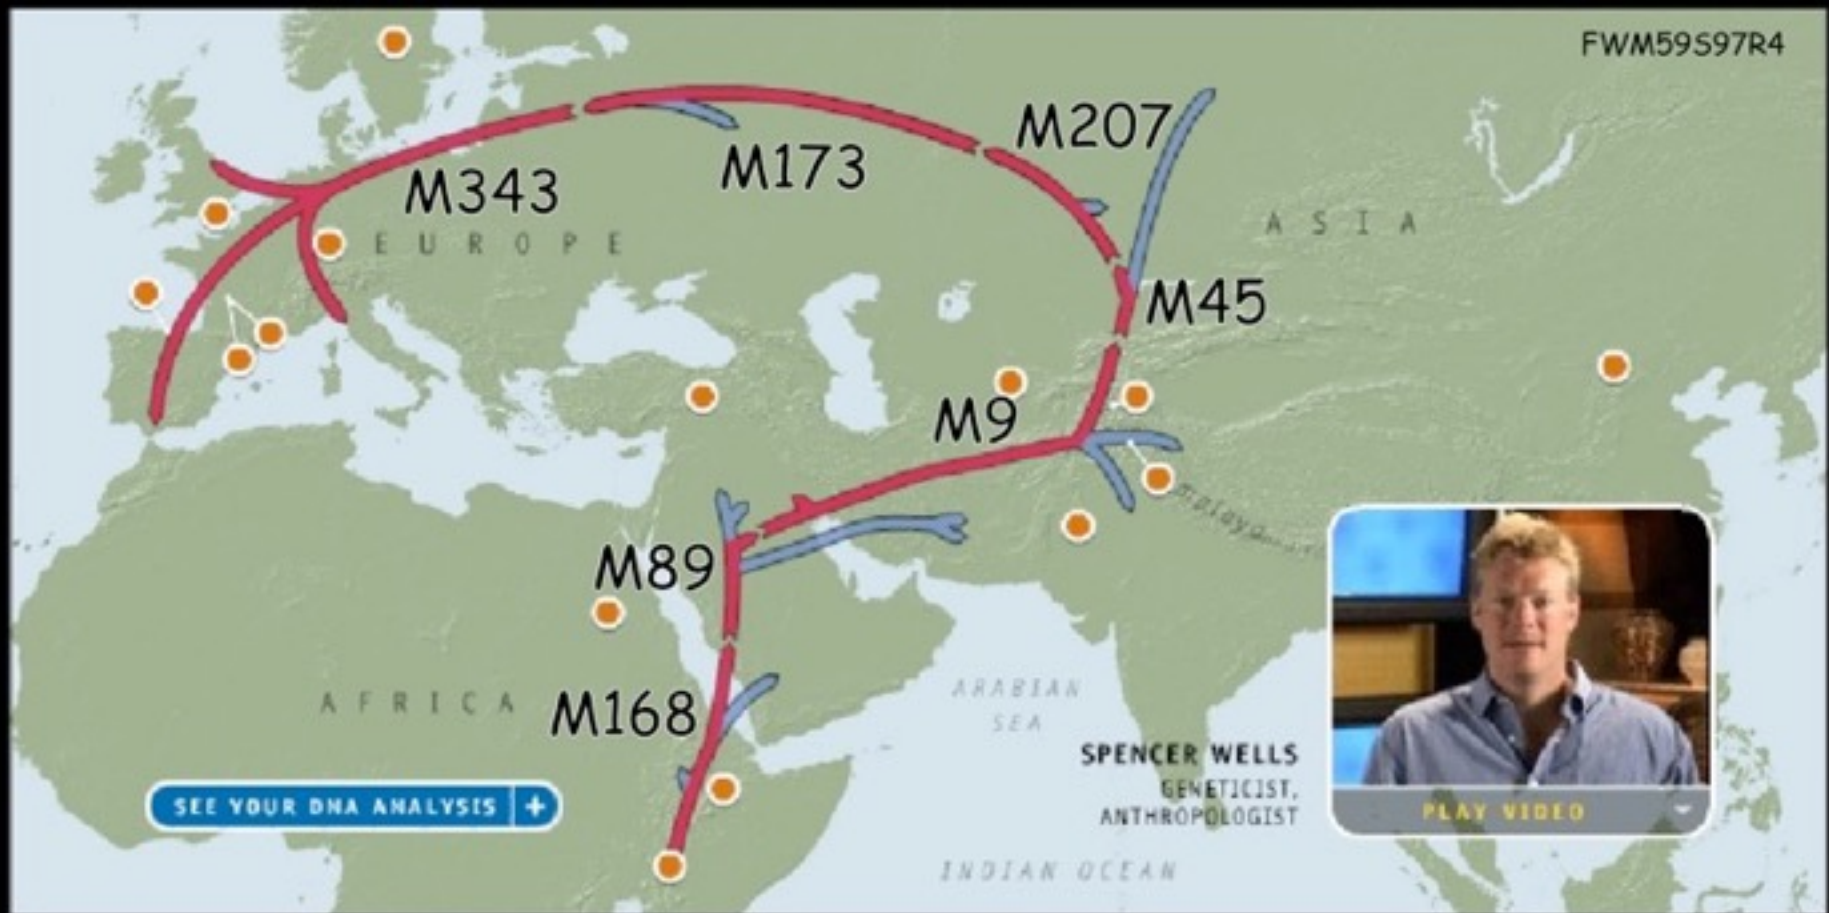 FWM59S97R4
M207
M173
M343
ASIA
EUROPE
M45
M9
M89
AFRICA
M168
ARABIAN
SEA
SPENCER WELLS
GENETICIST,
ANTHROPOLOGIST
SEE YOUR DNA ANALYSIS +
PLAY VIDEO
INDIAN OCEAN